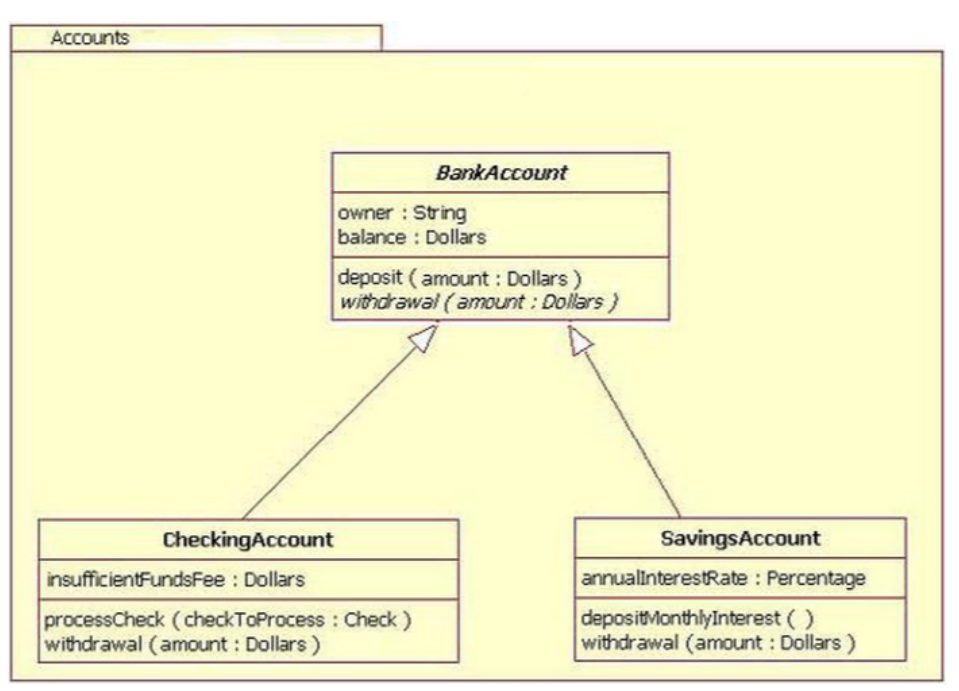 Accounts
BankAccount
owner : String
balance : Dollars
deposit ( amount : Dollars )
withdrawal ( amount : Dollars )
CheckingAccount
insufficientFundsFee : Dollars
processCheck ( checkToProcess : Check )
withdrawal ( amount : Dollars )
SavingsAccount
annualInterestRate : Percentage
depositMonthlyInterest ( )
withdrawal ( amount : Dollars )